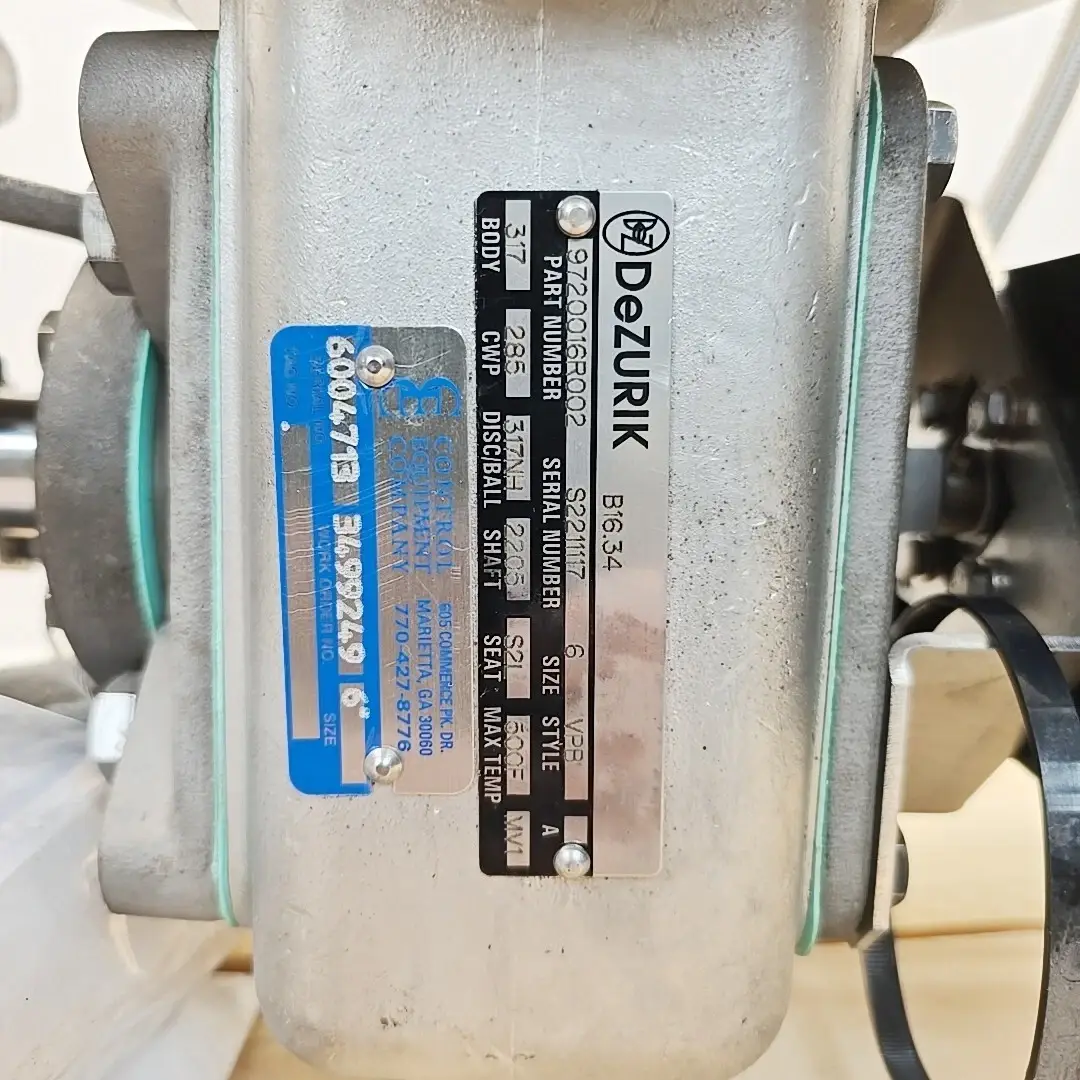 DeZURIK B16.34
9720016R002 S221117 6 VPB
PART NUMBER SERIAL NUMBER SIZE STYLE A
317 285 317NH 2205 S21 500F MV1
BODY CWP DISC/BALL SHAFT SEAT MAX TEMP
CONTROL
EQUIPMENT
COMPANY
605 COMMERCE PK. DR.
MARIETTA, GA 30060
770-427-8776
6004713 3498249 6"
WORK ORDER NO. SIZE